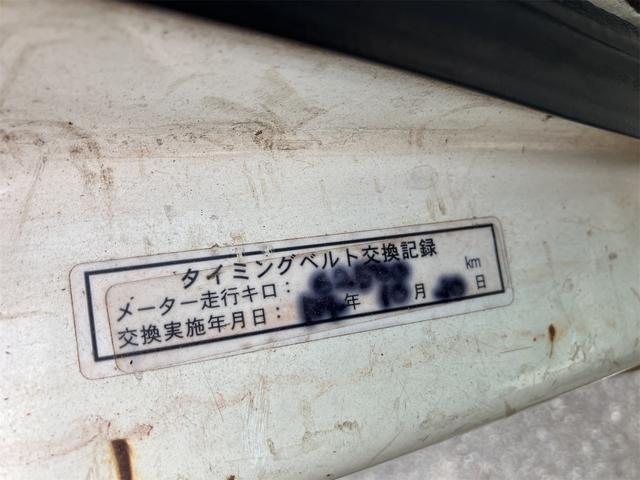 タイミングベルト交換記録
メーター走行キロ： km
交換実施年月日： 年 月 日